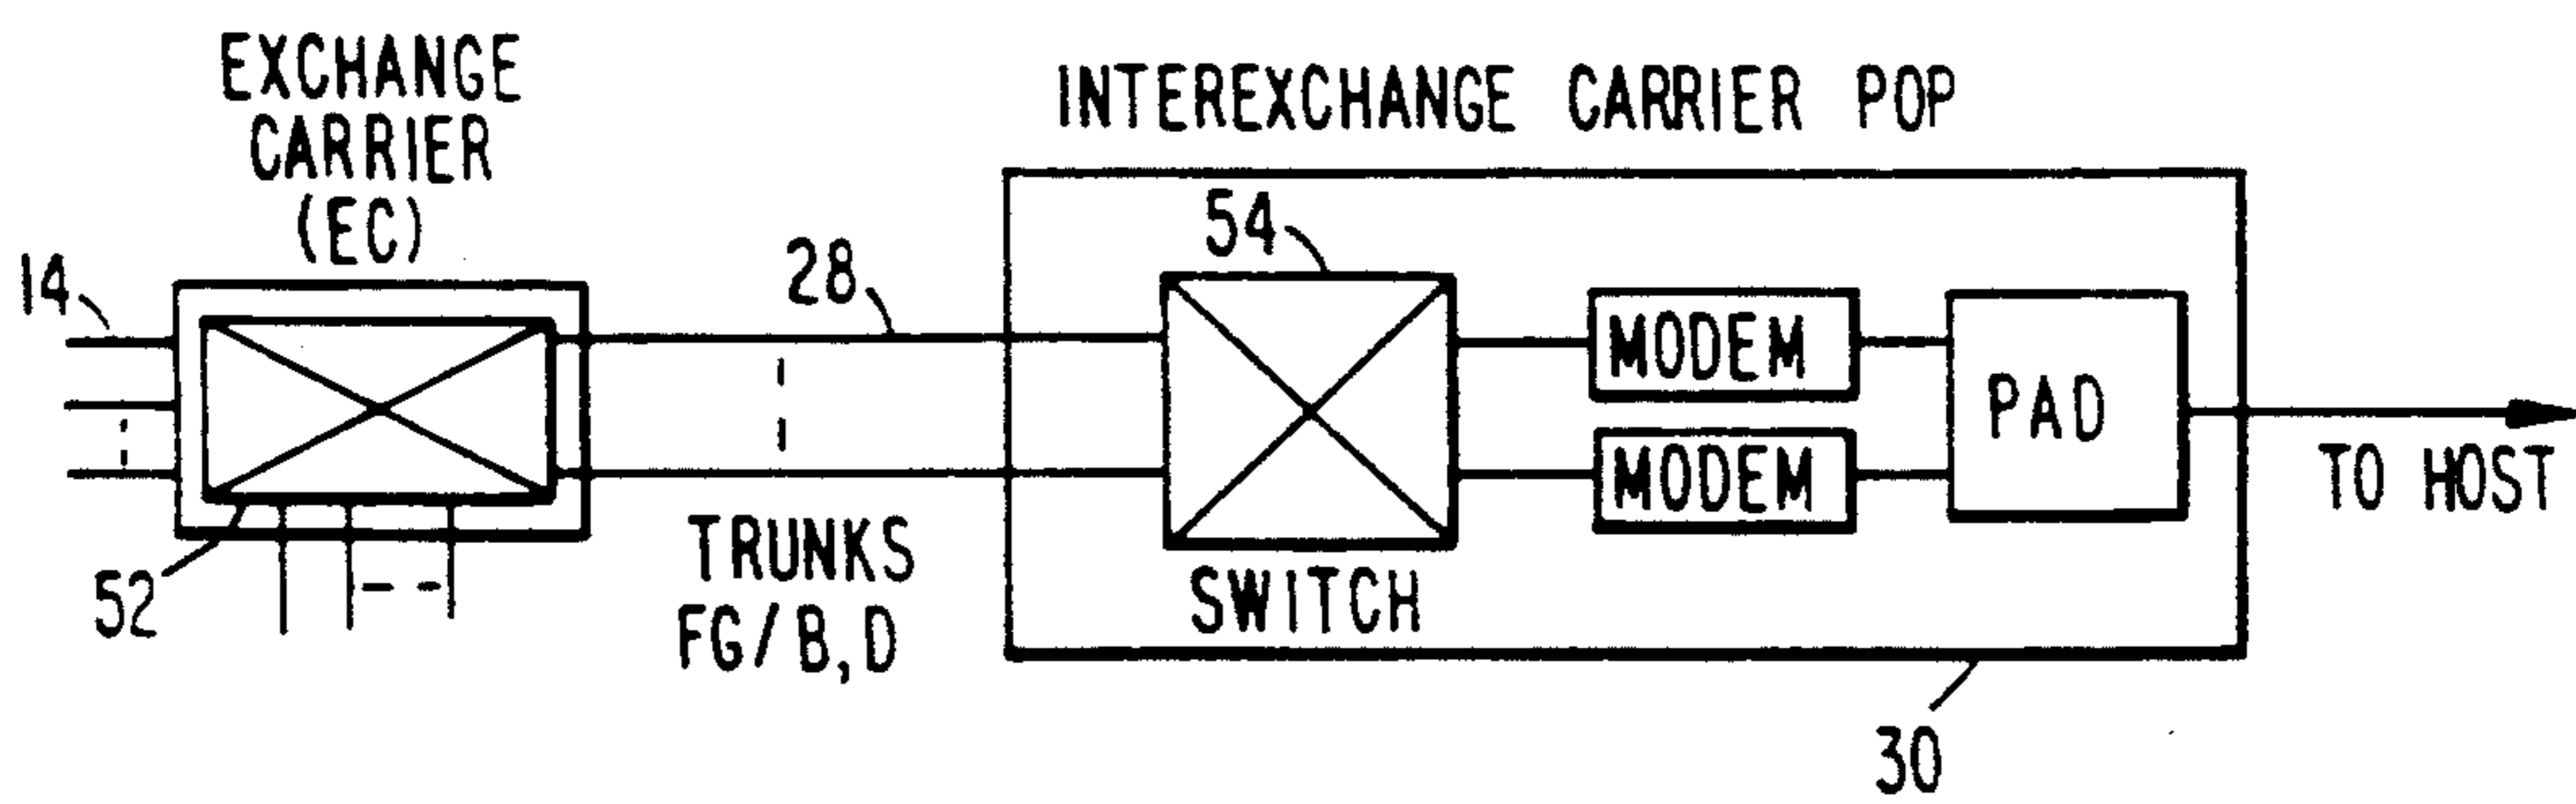 EXCHANGE
CARRIER
(EC)
INTEREXCHANGE CARRIER POP
14
28
54
MODEM
MODEM
PAD
TO HOST
52
TRUNKS
FG/B,D
SWITCH
30